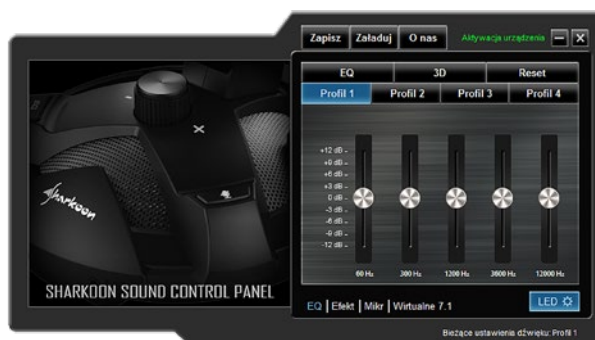 Zapisz Załaduj O nas Aktywacja urządzenia
EQ 3D Reset
Profil 1 Profil 2 Profil 3 Profil 4
+12 dB
+9 dB
+6 dB
+3 dB
0 dB
-3 dB
-6 dB
-9 dB
-12 dB
60 Hz 300 Hz 1200 Hz 3600 Hz 12000 Hz
Sharkoon
SHARKOON SOUND CONTROL PANEL
EQ | Efekt | Mikr | Wirtualne 7.1 LED
Bieżące ustawienia dźwięku: Profil 1